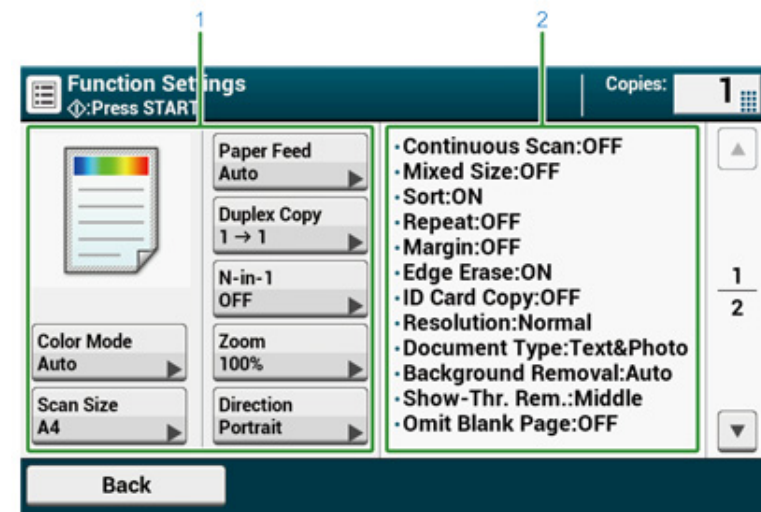 1
2
Function Settings
:Press START
Copies:
1
Paper Feed
Auto
Duplex Copy
1 → 1
N-in-1
OFF
Color Mode
Auto
Zoom
100%
Scan Size
A4
Direction
Portrait
·Continuous Scan:OFF
·Mixed Size:OFF
·Sort:ON
·Repeat:OFF
·Margin:OFF
·Edge Erase:ON
·ID Card Copy:OFF
·Resolution:Normal
·Document Type:Text&Photo
·Background Removal:Auto
·Show-Thr. Rem.:Middle
·Omit Blank Page:OFF
1
2
Back